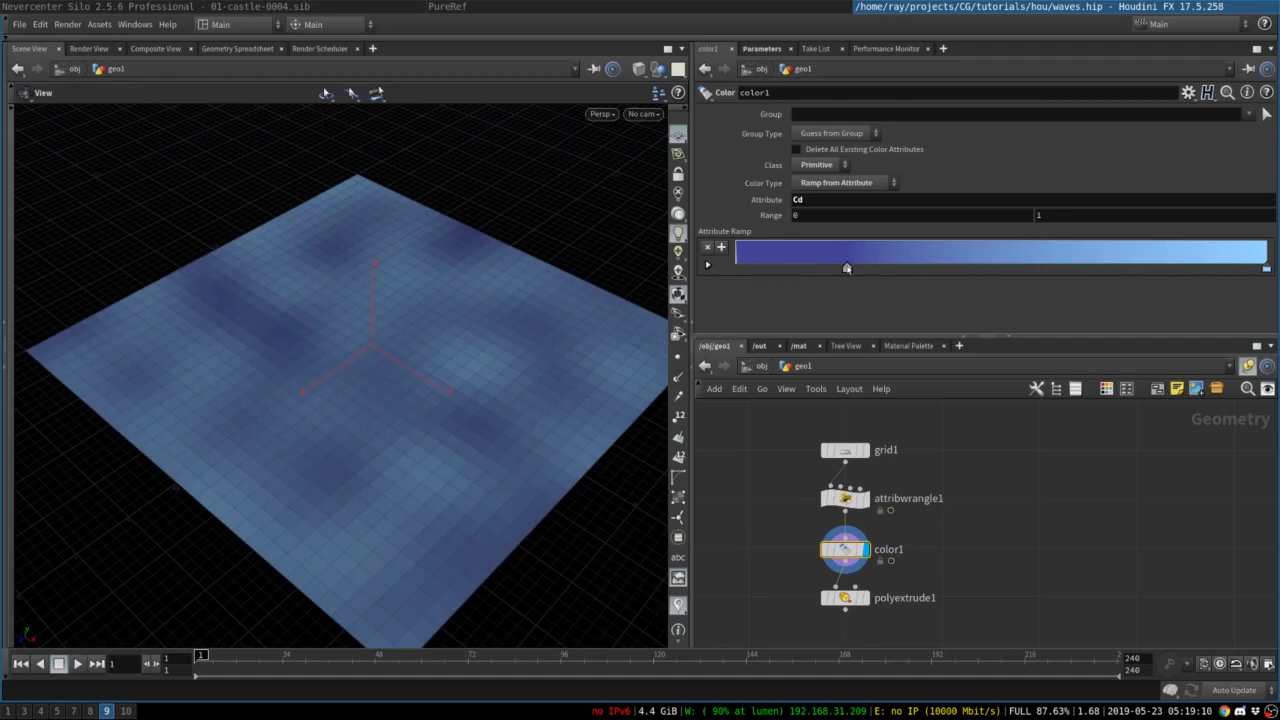 Nevercenter Silo 2.5.6 Professional - 01-castle-0004.sib
PureRef
/home/ray/projects/CG/tutorials/hou/waves.hip - Houdini FX 17.5.258
File Edit Render Assets Windows Help
Main
Main
Main
Scene View
Render View
Composite View
Geometry Spreadsheet
Render Scheduler
obj
geo1
View
Persp
No cam
12
12
abc
y
x
color1
Parameters
Take List
Performance Monitor
obj
geo1
Color color1
Group
Group Type Guess from Group
Delete All Existing Color Attributes
Class Primitive
Color Type Ramp from Attribute
Attribute Cd
Range 0 1
Attribute Ramp
/obj/geo1
/out
/mat
Tree View
Material Palette
obj
geo1
Add Edit Go View Tools Layout Help
Geometry
grid1
attribwrangle1
color1
polyextrude1
1
1
1
1 24 48 72 96 120 144 168 192 216 2
240
240
Auto Update
1 3 4 5 7 8 9 10
no IPv6 | 4.4 GiB | W: ( 90% at lumen) 192.168.31.209 | E: no IP (10000 Mbit/s) | FULL 87.63% | 1.68 | 2019-05-23 05:19:10